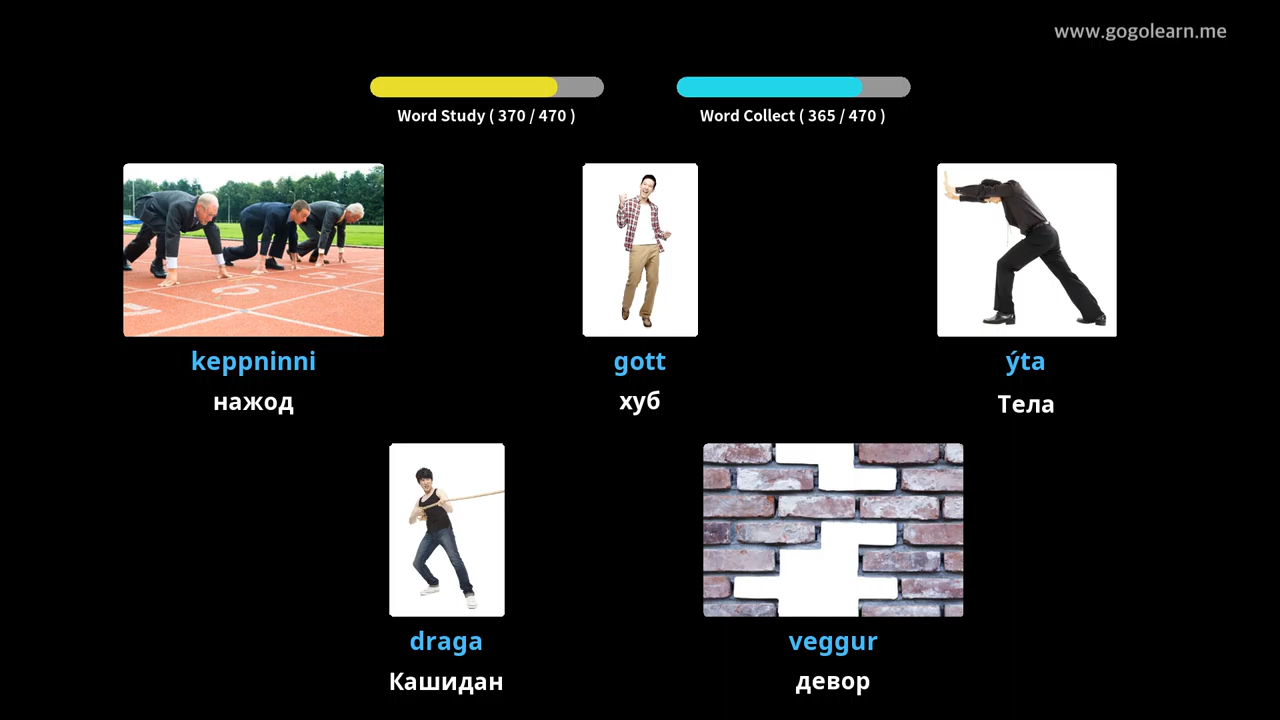 www.gogolearn.me
Word Study ( 370 / 470 )
Word Collect ( 365 / 470 )
keppninni
нажод
gott
хуб
ýta
Тела
draga
Кашидан
veggur
девор